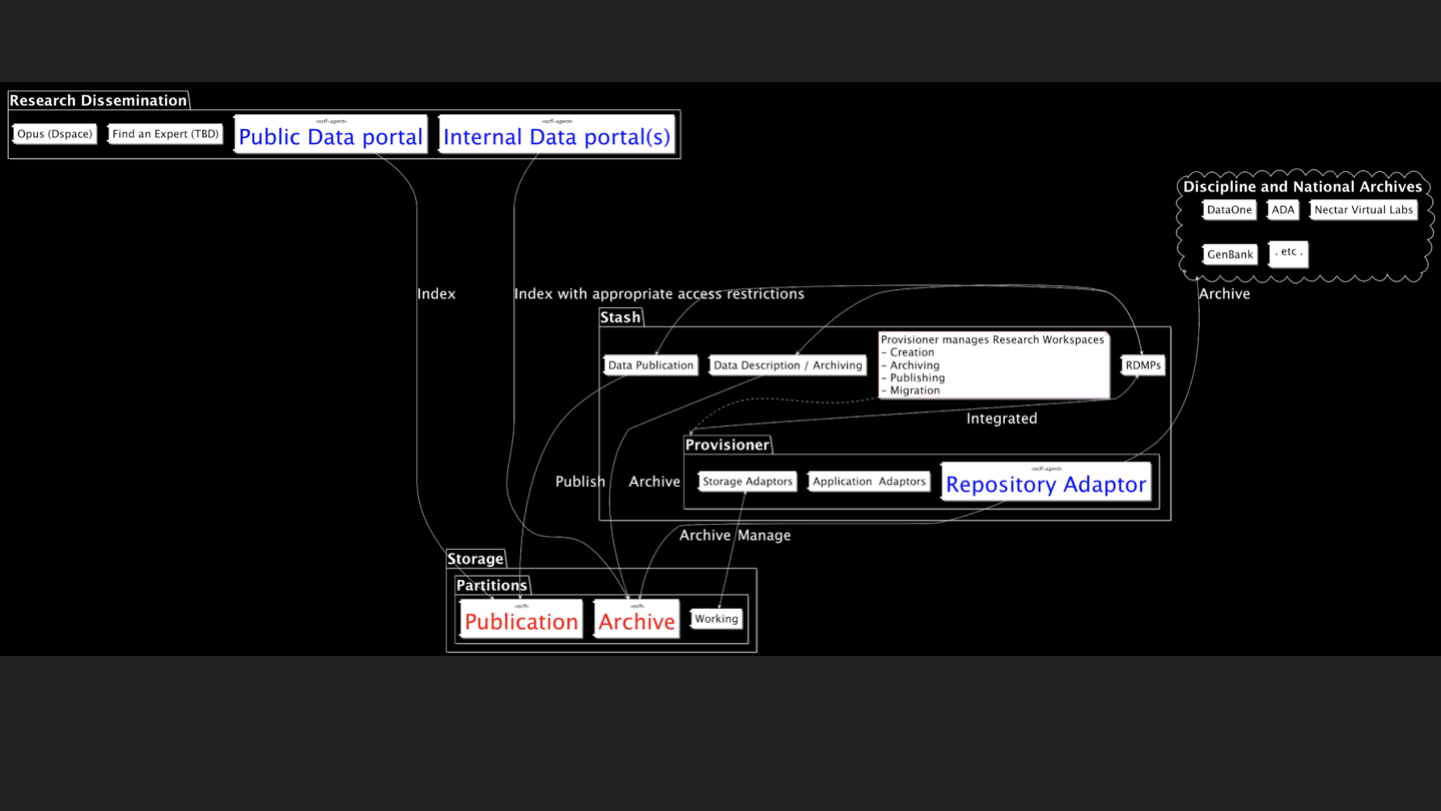 Research Dissemination
Opus (Dspace)
Find an Expert (TBD)
«ocfl-agent»
Public Data portal
«ocfl-agent»
Internal Data portal(s)
Discipline and National Archives
DataOne
ADA
Nectar Virtual Labs
GenBank
. etc .
Index
Index with appropriate access restrictions
Archive
Stash
Data Publication
Data Description / Archiving
Provisioner manages Research Workspaces
– Creation
– Archiving
– Publishing
– Migration
RDMPs
Integrated
Provisioner
Publish
Archive
Storage Adaptors
Application Adaptors
«ocfl-agent»
Repository Adaptor
Archive
Manage
Storage
Partitions
«ocfl»
Publication
«ocfl»
Archive
Working